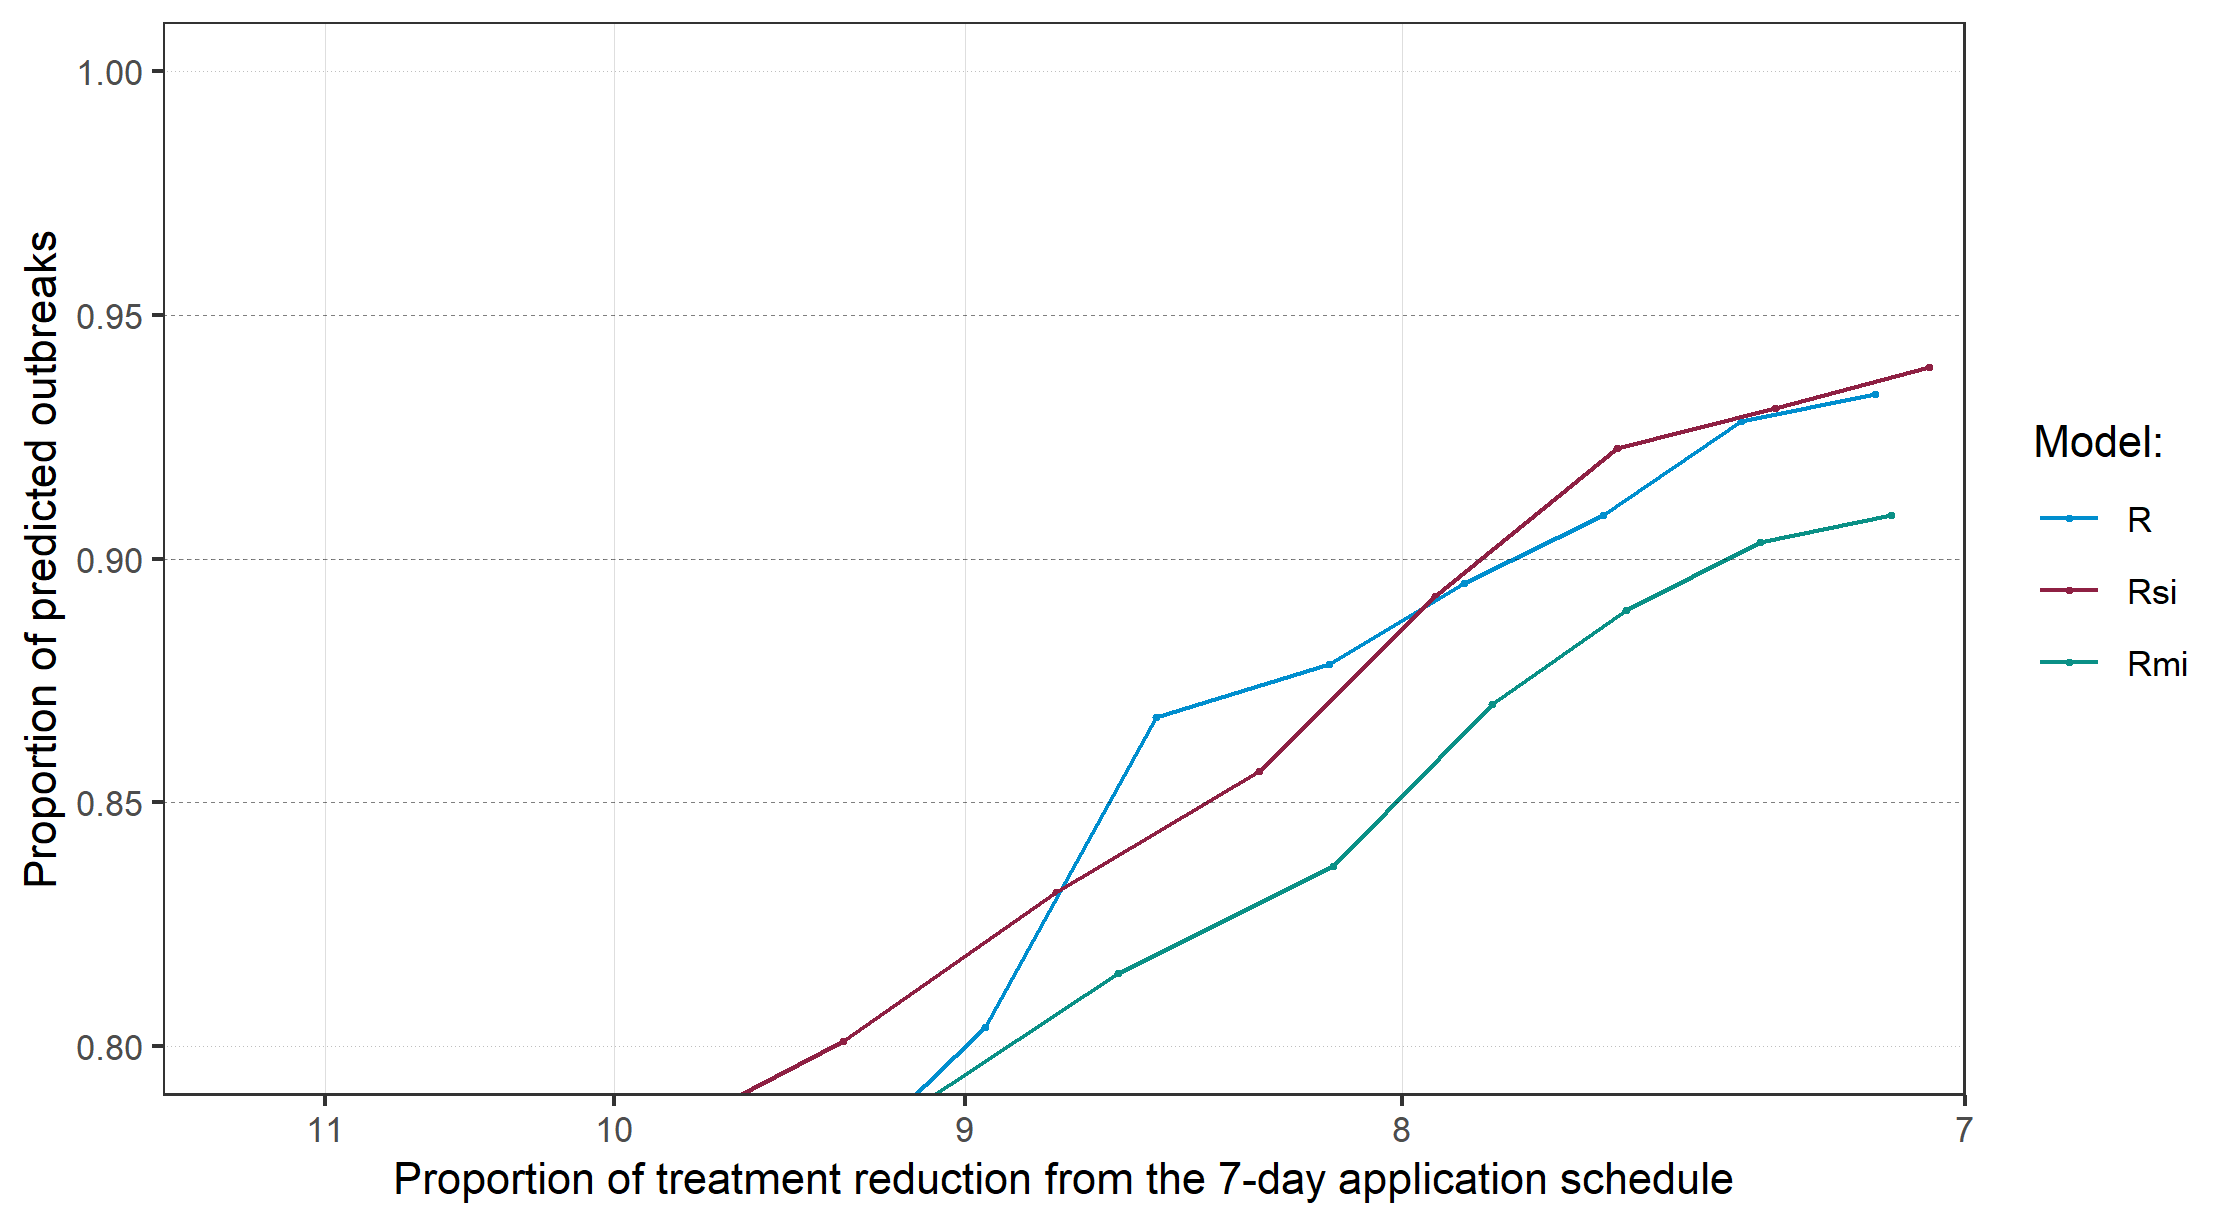 Proportion of predicted outbreaks
1.00
0.95
0.90
0.85
0.80
11
10
9
8
7
Proportion of treatment reduction from the 7-day application schedule
Model:
R
Rsi
Rmi